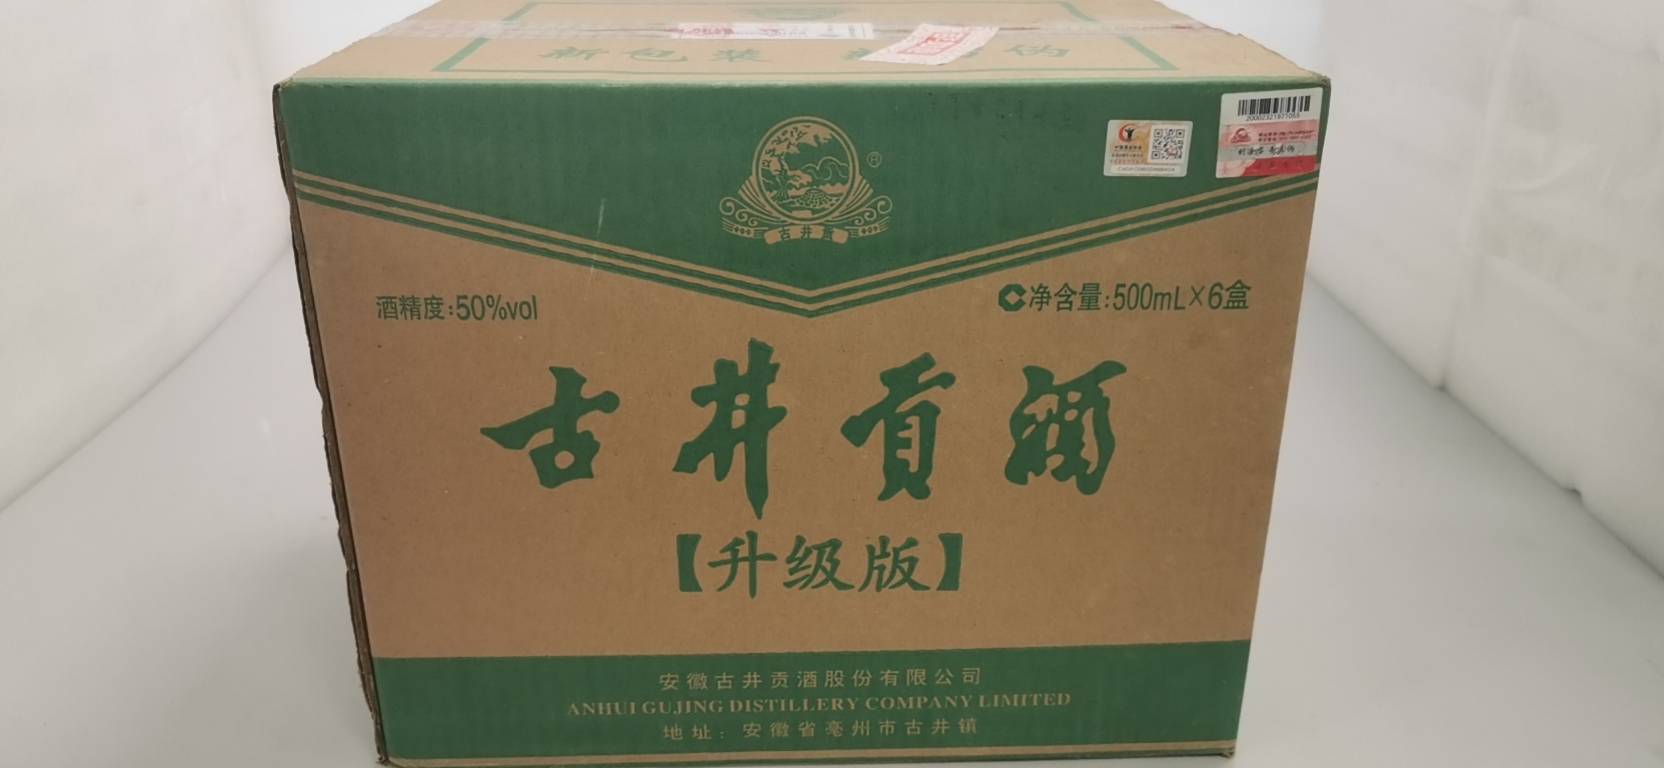 新包装
古井贡
®
20002321971055
酒精度:50%vol
净含量:500mL×6盒
古井贡酒
【升级版】
安徽古井贡酒股份有限公司
ANHUI GUJING DISTILLERY COMPANY LIMITED
地址:安徽省亳州市古井镇